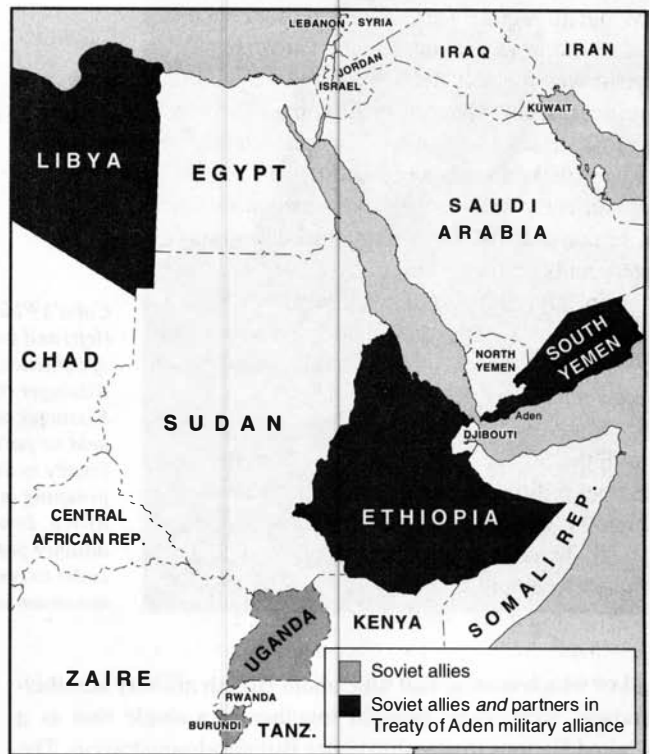 LEBANON
SYRIA
JORDAN
ISRAEL
IRAQ
IRAN
KUWAIT
LIBYA
EGYPT
SAUDI
ARABIA
CHAD
SUDAN
NORTH
YEMEN
SOUTH
YEMEN
Aden
DJIBOUTI
CENTRAL
AFRICAN REP.
ETHIOPIA
SOMALI REP.
UGANDA
KENYA
ZAIRE
RWANDA
BURUNDI
TANZ.
Soviet allies
Soviet allies and partners in
Treaty of Aden military alliance